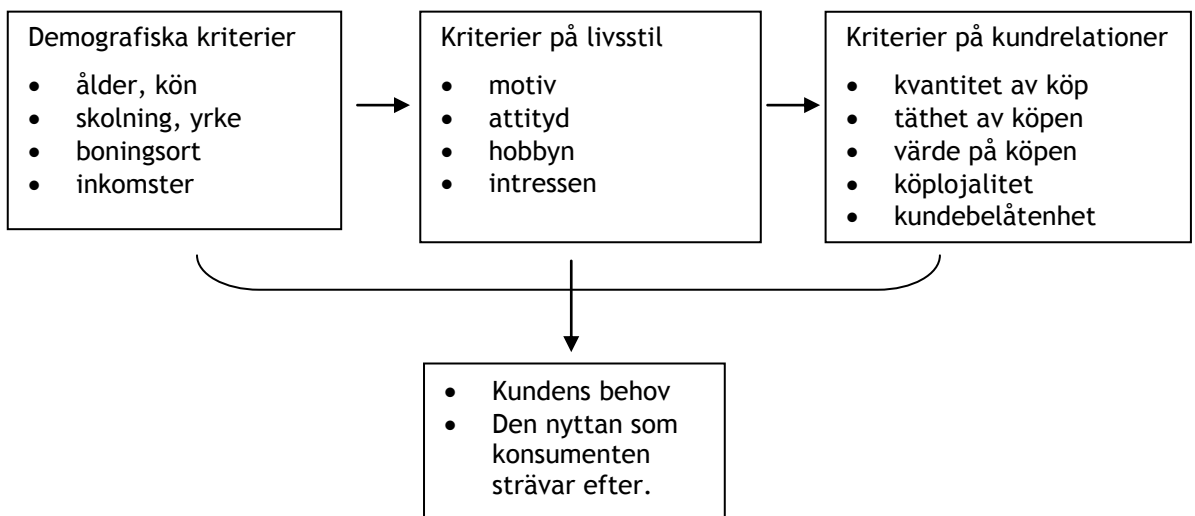 Demografiska kriterier
• ålder, kön
• skolning, yrke
• boningsort
• inkomster
Kriterier på livsstil
• motiv
• attityd
• hobbyn
• intressen
Kriterier på kundrelationer
• kvantitet av köp
• täthet av köpen
• värde på köpen
• köplojalitet
• kundebelåtenhet
• Kundens behov
• Den nyttan som
konsumenten
strävar efter.